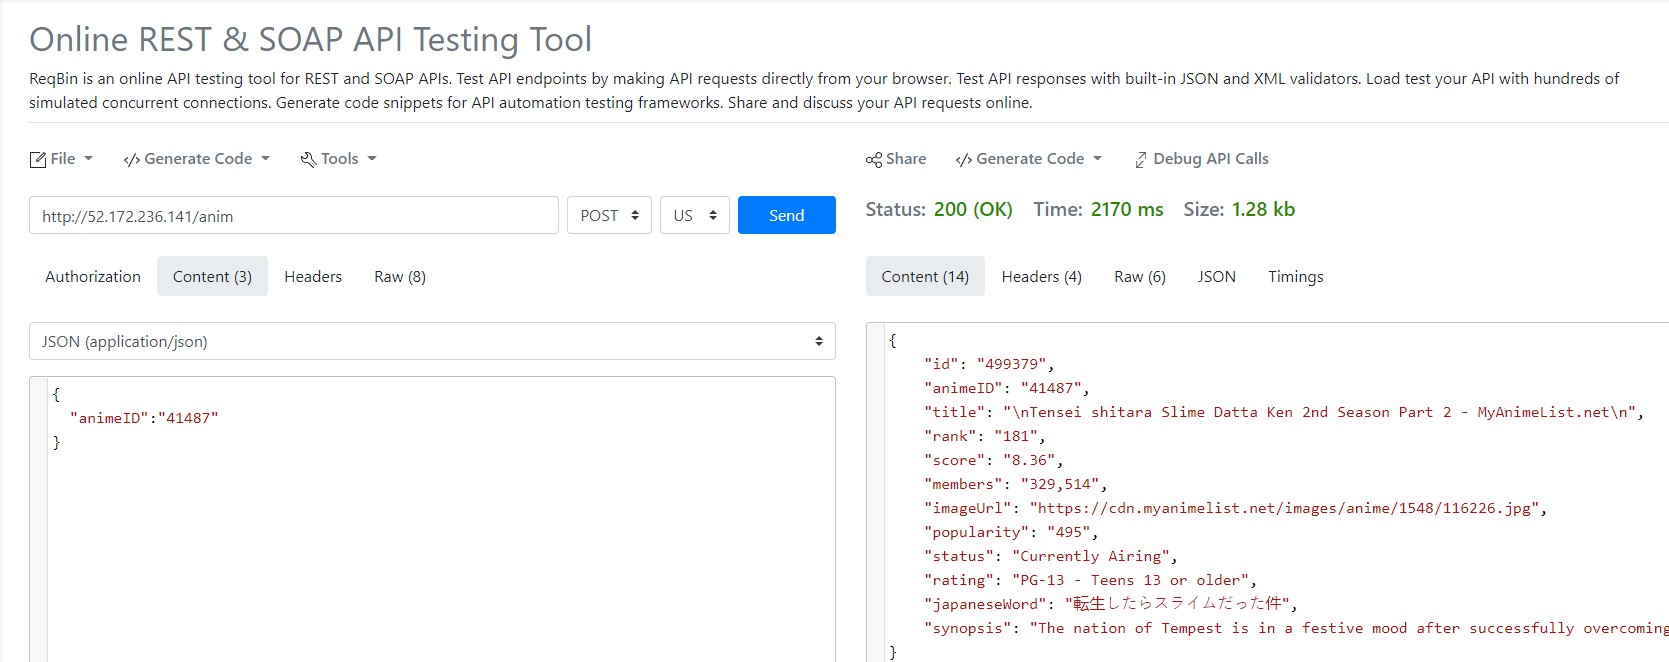 Online REST & SOAP API Testing Tool
ReqBin is an online API testing tool for REST and SOAP APIs. Test API endpoints by making API requests directly from your browser. Test API responses with built-in JSON and XML validators. Load test your API with hundreds of
simulated concurrent connections. Generate code snippets for API automation testing frameworks. Share and discuss your API requests online.
File </> Generate Code Tools
http://52.172.236.141/anim POST US Send
Authorization Content (3) Headers Raw (8)
JSON (application/json)
{
"animeID":"41487"
}
Share </> Generate Code Debug API Calls
Status: 200 (OK) Time: 2170 ms Size: 1.28 kb
Content (14) Headers (4) Raw (6) JSON Timings
{
"id": "499379",
"animeID": "41487",
"title": "\nTensei shitara Slime Datta Ken 2nd Season Part 2 - MyAnimeList.net\n",
"rank": "181",
"score": "8.36",
"members": "329,514",
"imageUrl": "https://cdn.myanimelist.net/images/anime/1548/116226.jpg",
"popularity": "495",
"status": "Currently Airing",
"rating": "PG-13 - Teens 13 or older",
"japaneseWord": "転生したらスライムだった件",
"synopsis": "The nation of Tempest is in a festive mood after successfully overcoming
}